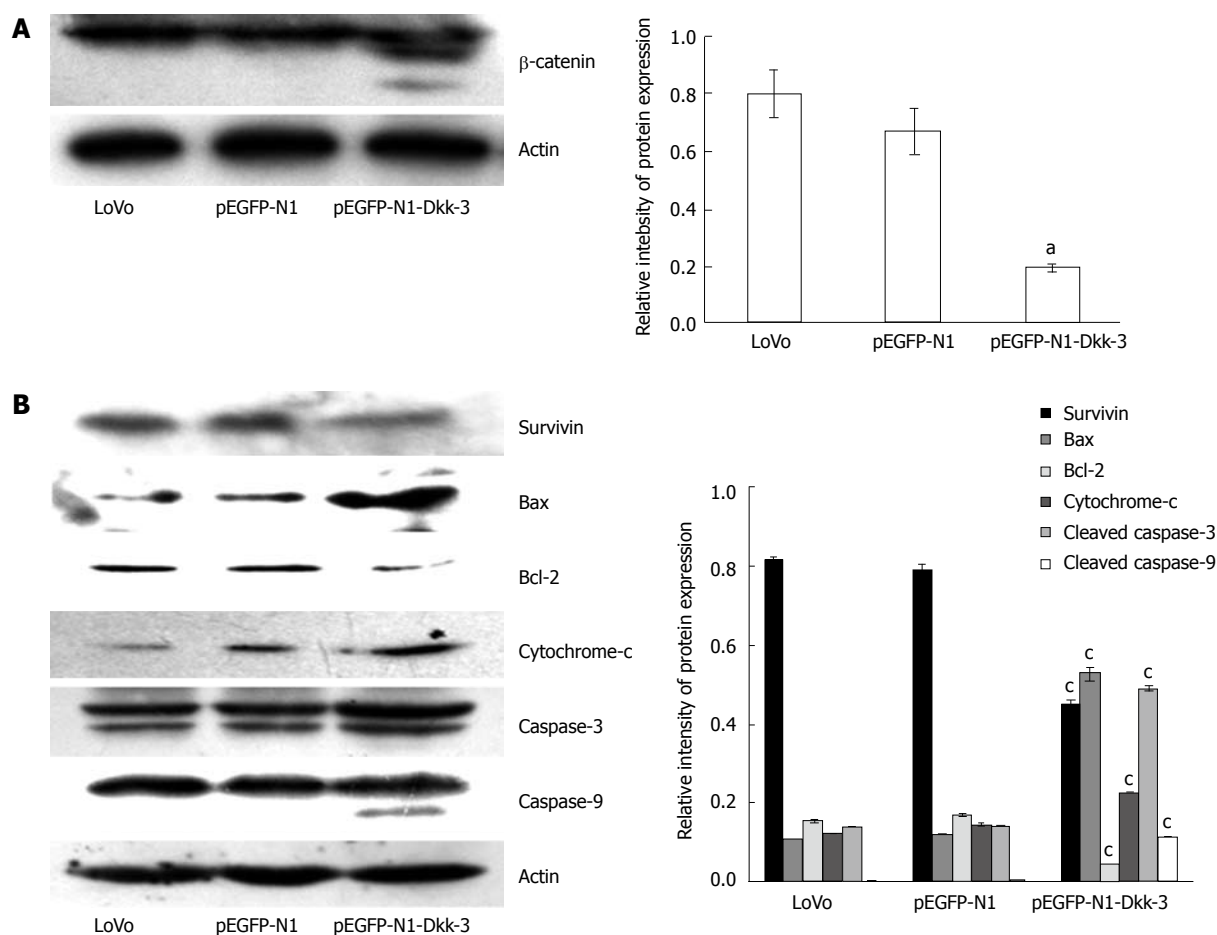 A
β-catenin
Actin
LoVo pEGFP-N1 pEGFP-N1-Dkk-3
Relative intebsity of protein expression
1.0
0.8
0.6
0.4
0.2
0.0
a
LoVo pEGFP-N1 pEGFP-N1-Dkk-3
B
Survivin
Bax
Bcl-2
Cytochrome-c
Caspase-3
Caspase-9
Actin
LoVo pEGFP-N1 pEGFP-N1-Dkk-3
Survivin
Bax
Bcl-2
Cytochrome-c
Cleaved caspase-3
Cleaved caspase-9
Relative intensity of protein expression
1.0
0.8
0.6
0.4
0.2
0.0
c
c
c
c
c
c
LoVo pEGFP-N1 pEGFP-N1-Dkk-3